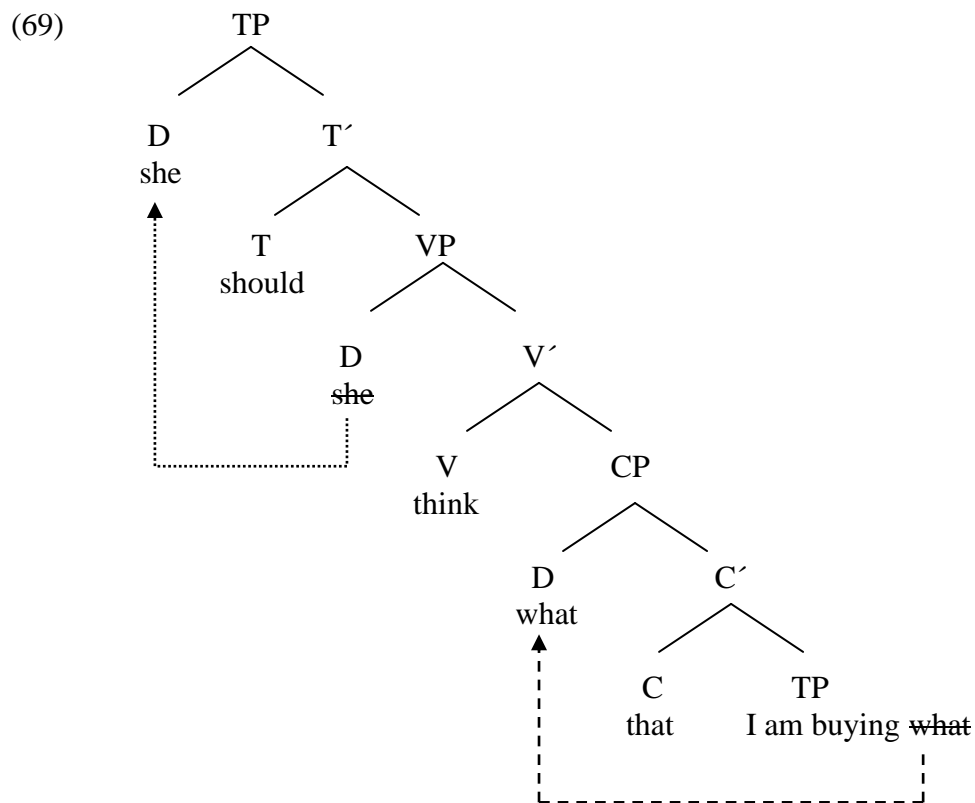 (69) TP
D T´
she
T VP
should
D V´
~~she~~
V CP
think
D C´
what
C TP
that I am buying ~~what~~